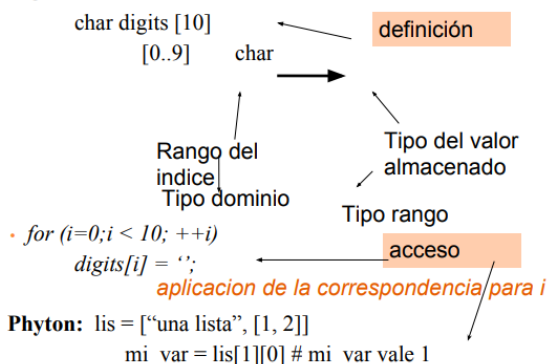 char digits [10]
definición
[0..9] char
Rango del
indice
Tipo dominio
Tipo del valor
almacenado
Tipo rango
• for (i=0;i < 10; ++i)
digits[i] = ‘’;
acceso
aplicacion de la correspondencia para i
Phyton: lis = [“una lista”, [1, 2]]
mi_var = lis[1][0] # mi_var vale 1